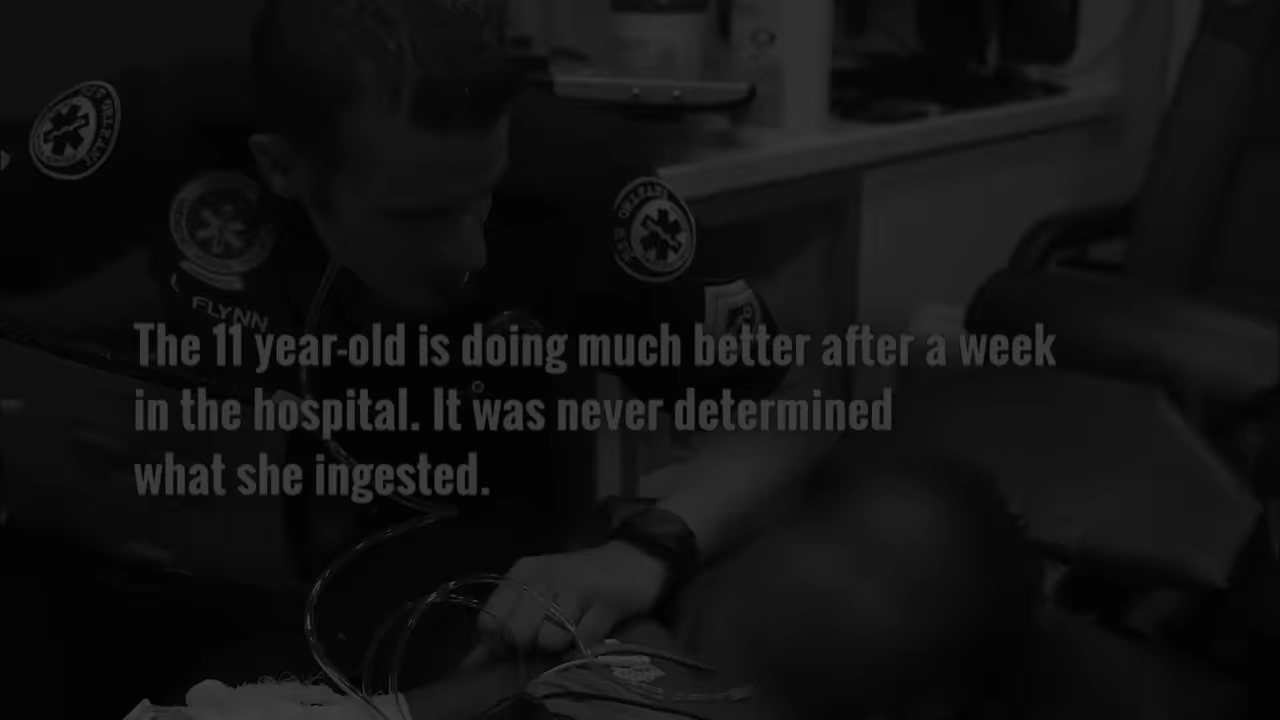 FLYNN
The 11 year-old is doing much better after a week
in the hospital. It was never determined
what she ingested.